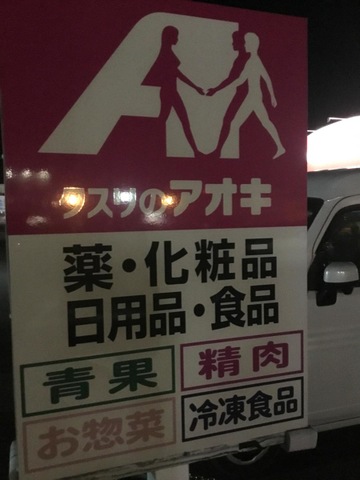 クスリのアオキ
薬・化粧品
日用品・食品
青果
精肉
お惣菜
冷凍食品